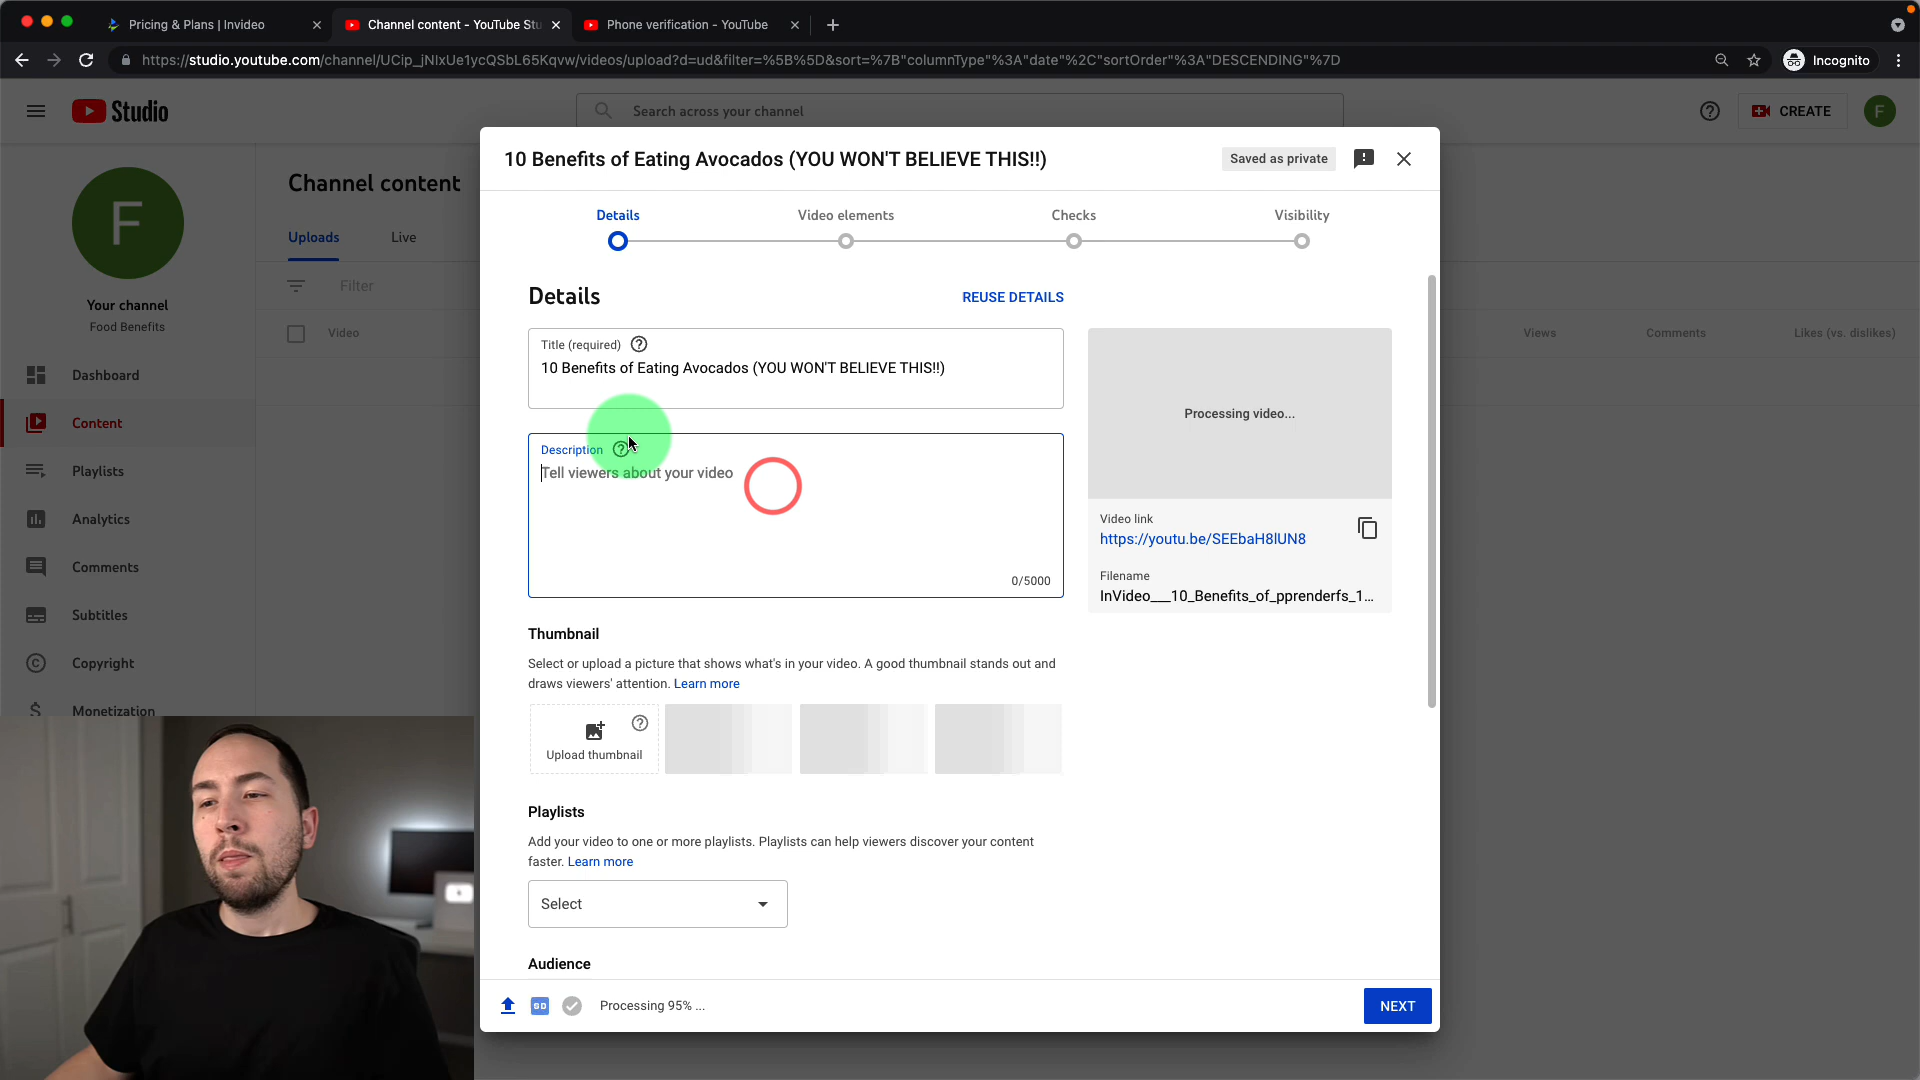 Pricing & Plans | Invideo
Channel content - YouTube Stu
Phone verification - YouTube
https://studio.youtube.com/channel/UCip_jNIxUe1ycQSbL65Kqvw/videos/upload?d=ud&filter=%5B%5D&sort=%7B"columnType"%3A"date"%2C"sortOrder"%3A"DESCENDING"%7D
Incognito
Studio
Search across your channel
CREATE
F
F
Your channel
Food Benefits
Dashboard
Content
Playlists
Analytics
Comments
Subtitles
Copyright
Monetization
Channel content
Uploads
Live
Filter
Video
Views
Comments
Likes (vs. dislikes)
10 Benefits of Eating Avocados (YOU WON'T BELIEVE THIS!!)
Saved as private
Details
Video elements
Checks
Visibility
Details
REUSE DETAILS
Title (required)
10 Benefits of Eating Avocados (YOU WON'T BELIEVE THIS!!)
Description
Tell viewers about your video
0/5000
Processing video...
Video link
https://youtu.be/SEEbaH8lUN8
Filename
InVideo___10_Benefits_of_pprenderfs_1...
Thumbnail
Select or upload a picture that shows what's in your video. A good thumbnail stands out and
draws viewers' attention. Learn more
Upload thumbnail
Playlists
Add your video to one or more playlists. Playlists can help viewers discover your content
faster. Learn more
Select
Audience
SD
Processing 95% ...
NEXT